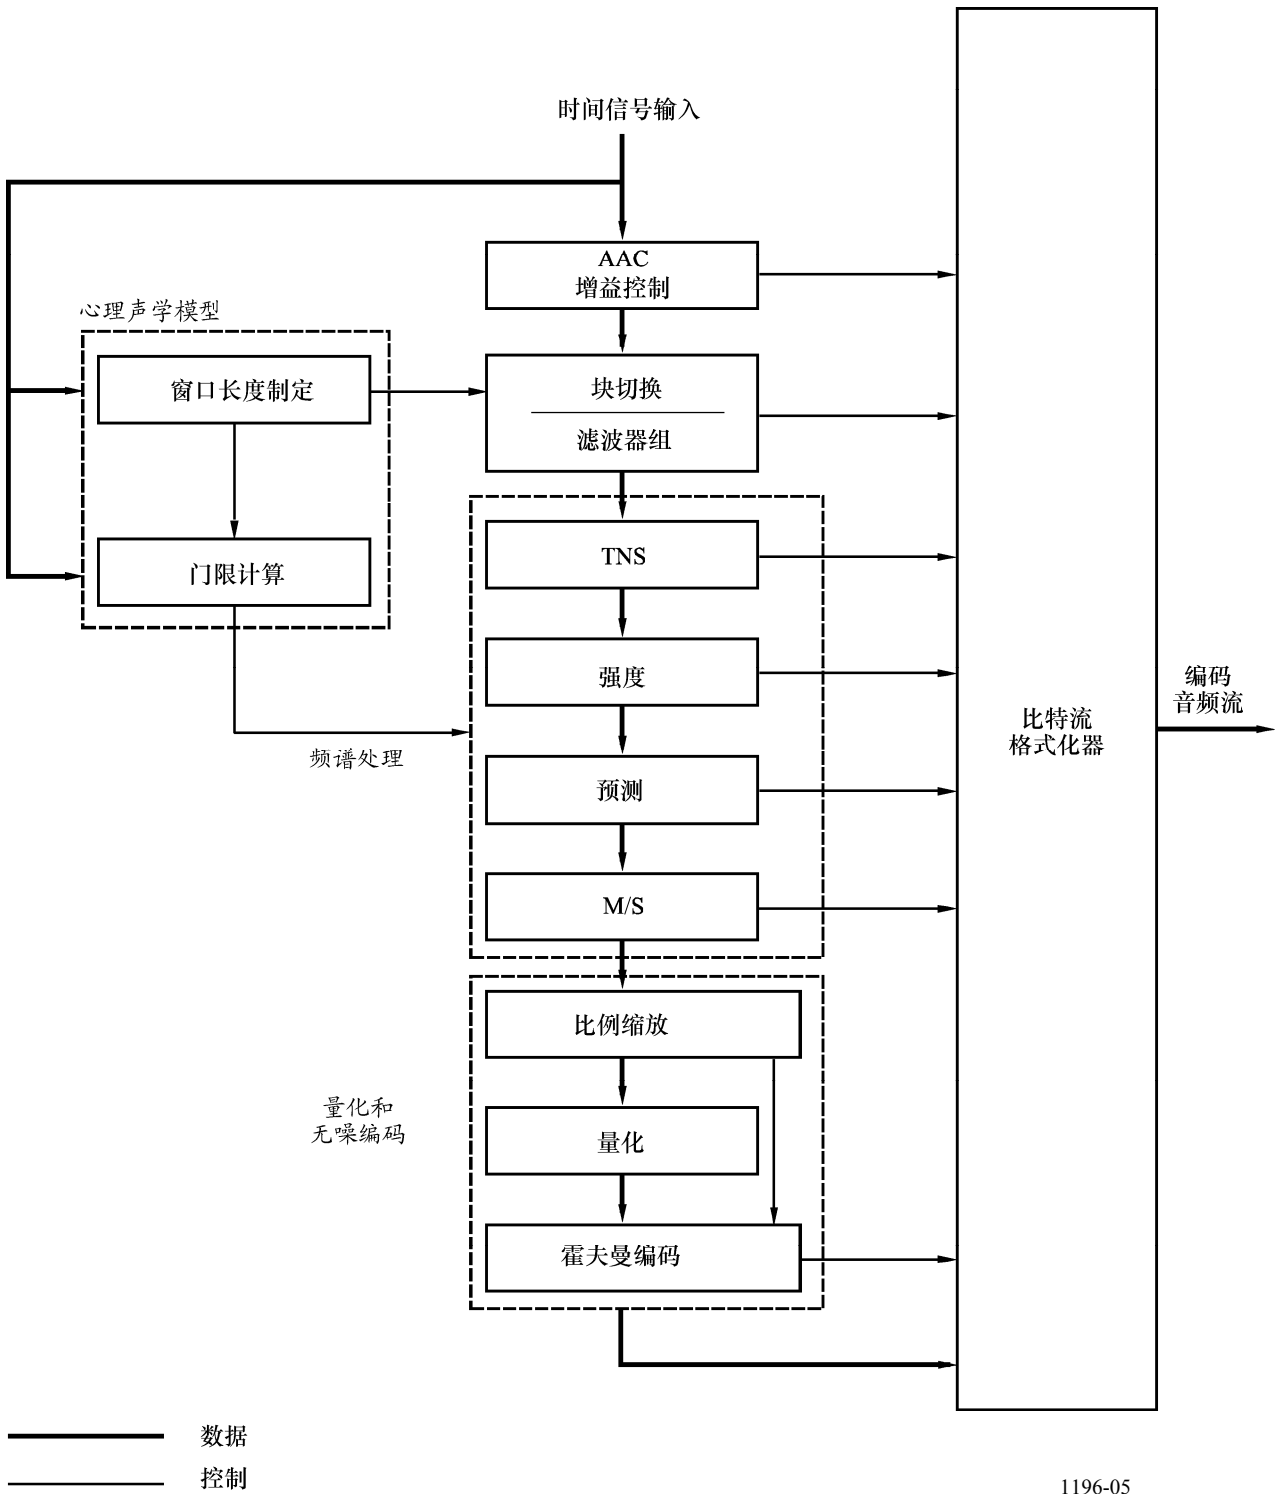 时间信号输入
AAC
增益控制
心理声学模型
窗口长度制定
块切换
滤波器组
TNS
门限计算
强度
频谱处理
预测
M/S
比特流
格式化器
编码
音频流
比例缩放
量化和
无噪编码
量化
霍夫曼编码
数据
控制
1196-05